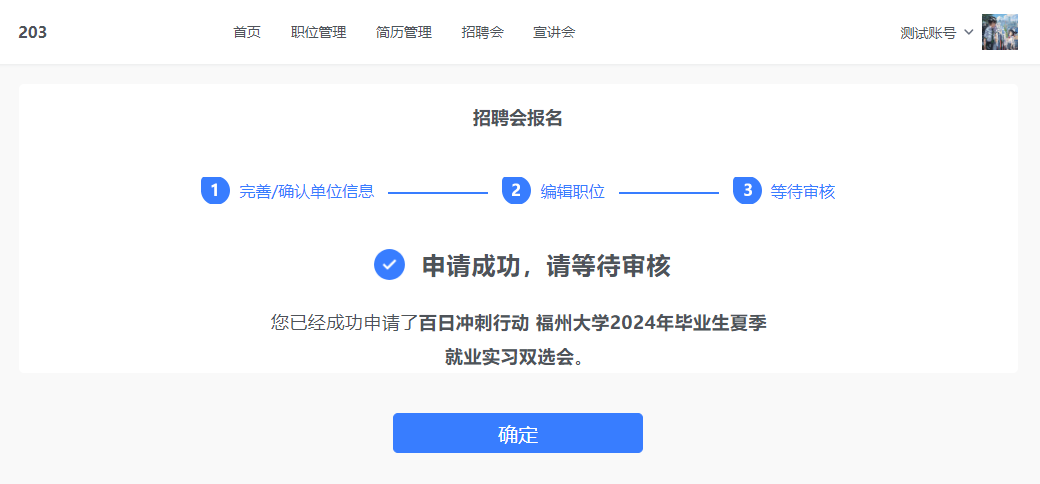 203 首页 职位管理 简历管理 招聘会 宣讲会 测试账号
招聘会报名
1 完善/确认单位信息 2 编辑职位 3 等待审核
申请成功，请等待审核
您已经成功申请了百日冲刺行动 福州大学2024年毕业生夏季
就业实习双选会。
确定